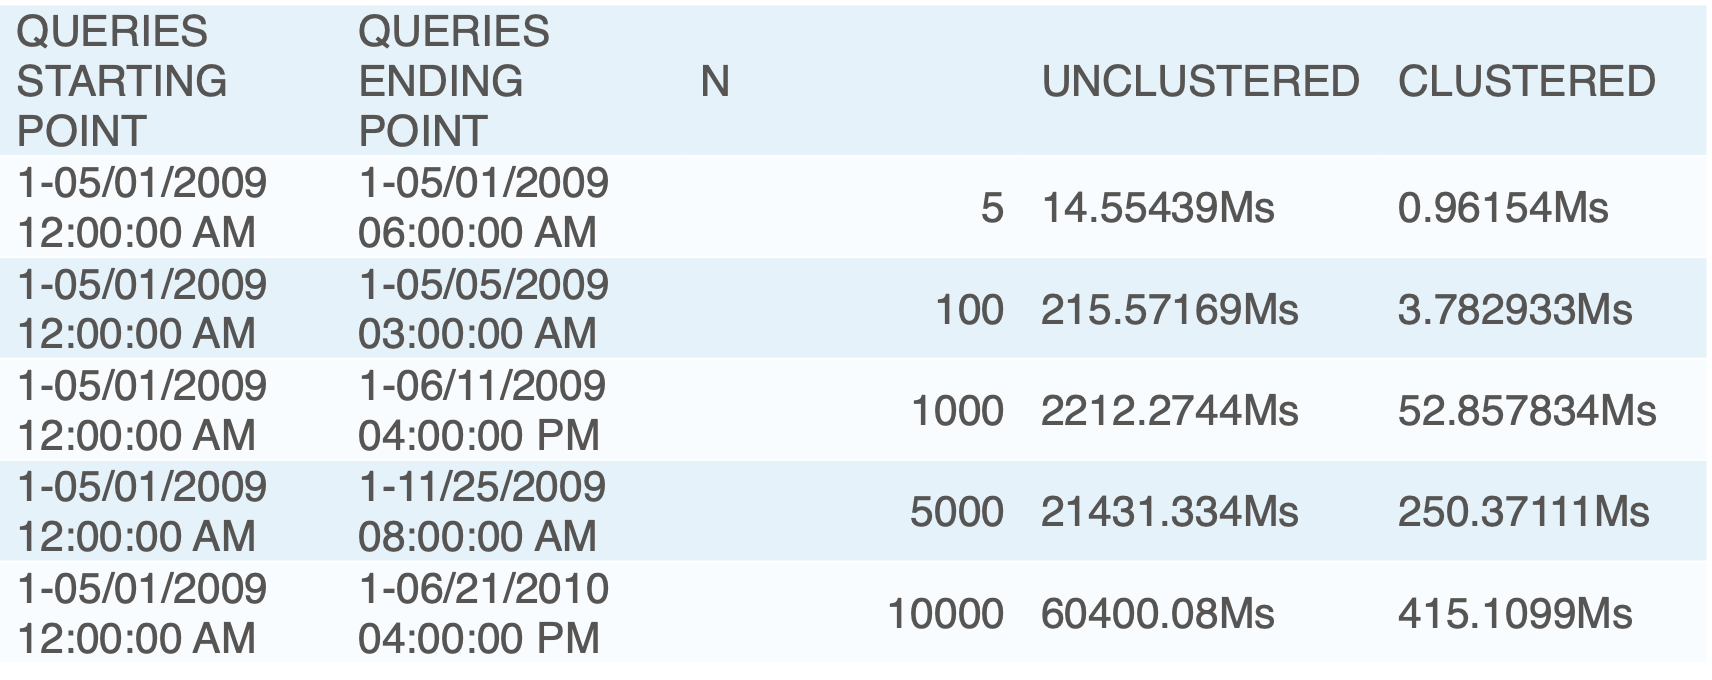 QUERIES
STARTING
POINT
QUERIES
ENDING
POINT
N
UNCLUSTERED
CLUSTERED
1-05/01/2009
12:00:00 AM
1-05/01/2009
06:00:00 AM
5
14.55439Ms
0.96154Ms
1-05/01/2009
12:00:00 AM
1-05/05/2009
03:00:00 AM
100
215.57169Ms
3.782933Ms
1-05/01/2009
12:00:00 AM
1-06/11/2009
04:00:00 PM
1000
2212.2744Ms
52.857834Ms
1-05/01/2009
12:00:00 AM
1-11/25/2009
08:00:00 AM
5000
21431.334Ms
250.37111Ms
1-05/01/2009
12:00:00 AM
1-06/21/2010
04:00:00 PM
10000
60400.08Ms
415.1099Ms